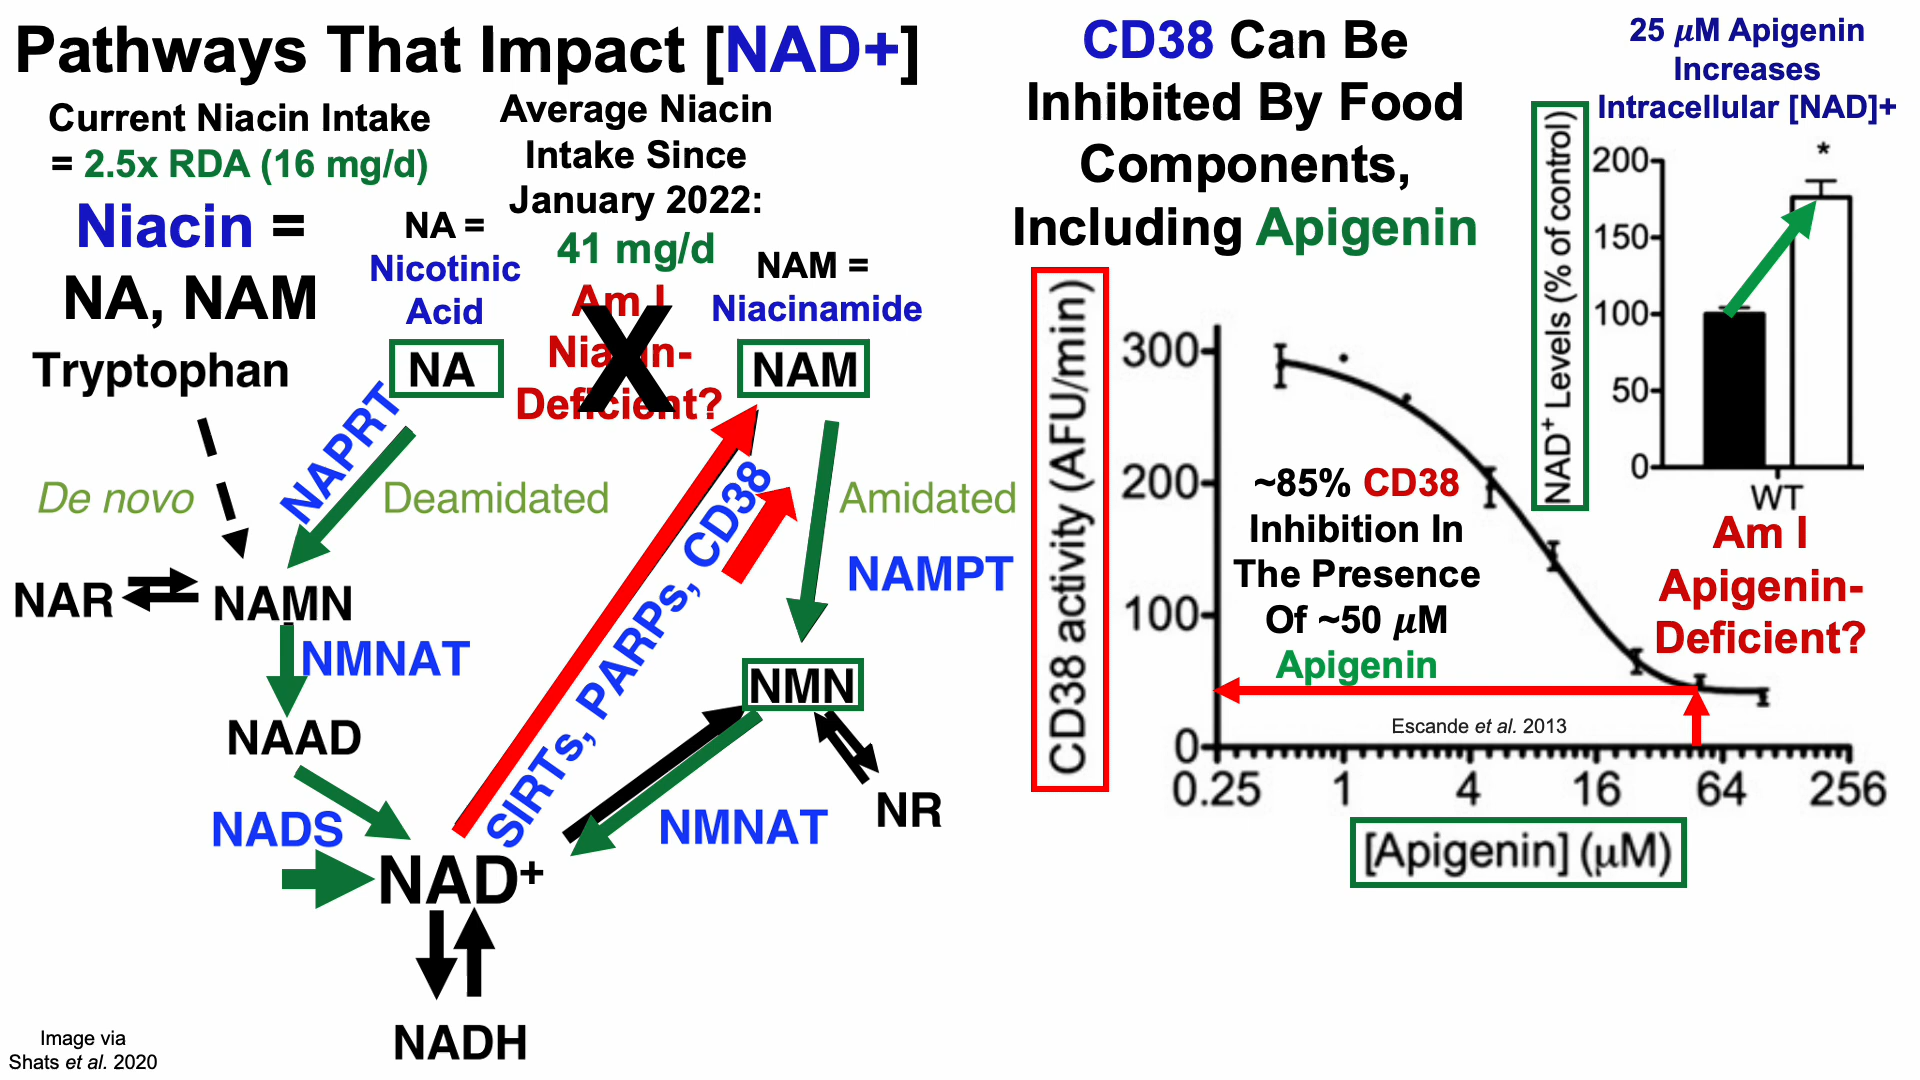 Pathways That Impact [NAD+]
Current Niacin Intake
= 2.5x RDA (16 mg/d)
Niacin =
NA, NAM
Average Niacin
Intake Since
January 2022:
41 mg/d
Am I
Niacin-
Deficient?
X
NA =
Nicotinic
Acid
NAM =
Niacinamide
Tryptophan
NA
NAM
De novo
NAPRT
Deamidated
SIRTs, PARPs, CD38
Amidated
NAMPT
NAR
NAMN
NMNAT
NMN
NAAD
NADS
NMNAT
NR
NAD+
NADH
Image via
Shats et al. 2020
CD38 Can Be
Inhibited By Food
Components,
Including Apigenin
CD38 activity (AFU/min)
300
200
100
0
0.25
1
4
16
64
256
[Apigenin] (μM)
~85% CD38
Inhibition In
The Presence
Of ~50 μM
Apigenin
Escande et al. 2013
25 μM Apigenin
Increases
Intracellular [NAD]+
NAD+ Levels (% of control)
200
150
100
50
0
*
WT
Am I
Apigenin-
Deficient?